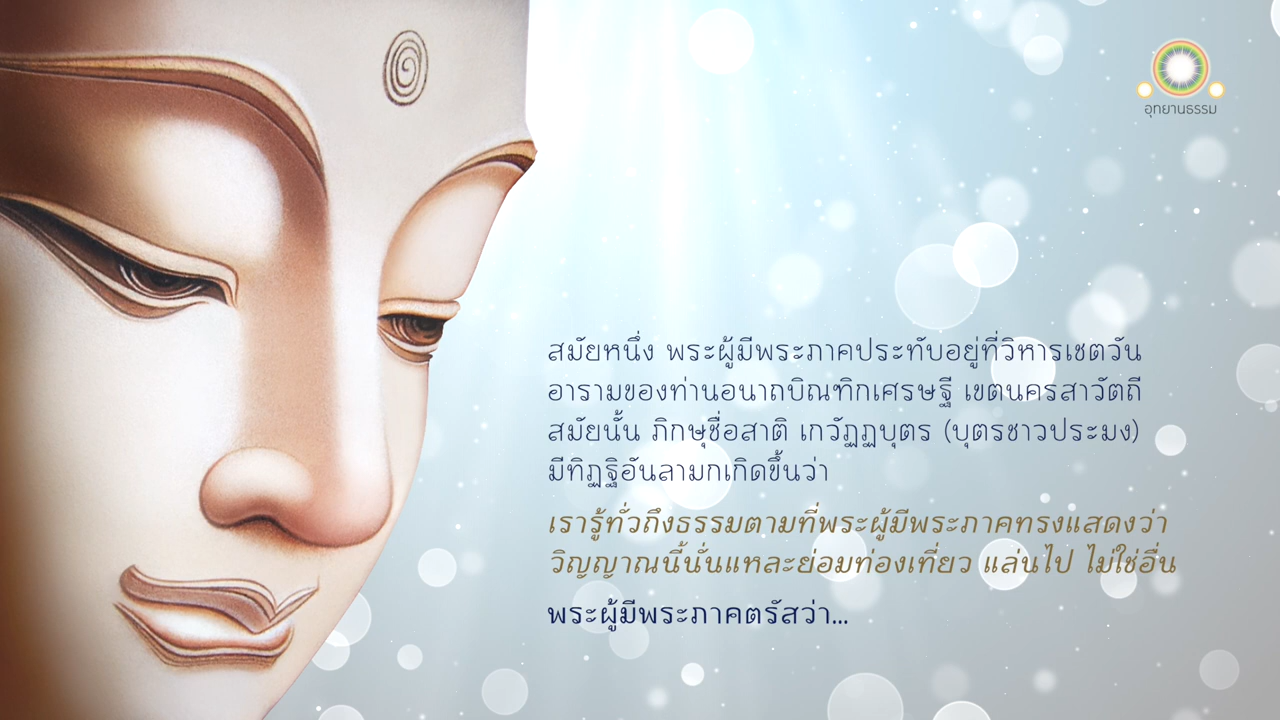 อุทยานธรรม
สมัยหนึ่ง พระผู้มีพระภาคประทับอยู่ที่วิหารเชตวัน
อารามของท่านอนาถบิณฑิกเศรษฐี เขตนครสาวัตถี
สมัยนั้น ภิกษุชื่อสาติ เกวัฏฏบุตร (บุตรชาวประมง)
มีทิฏฐิอันลามกเกิดขึ้นว่า
เรารู้ทั่วถึงธรรมตามที่พระผู้มีพระภาคทรงแสดงว่า
วิญญาณนี้นั่นแหละย่อมท่องเที่ยว แล่นไป ไม่ใช่อื่น
พระผู้มีพระภาคตรัสว่า...